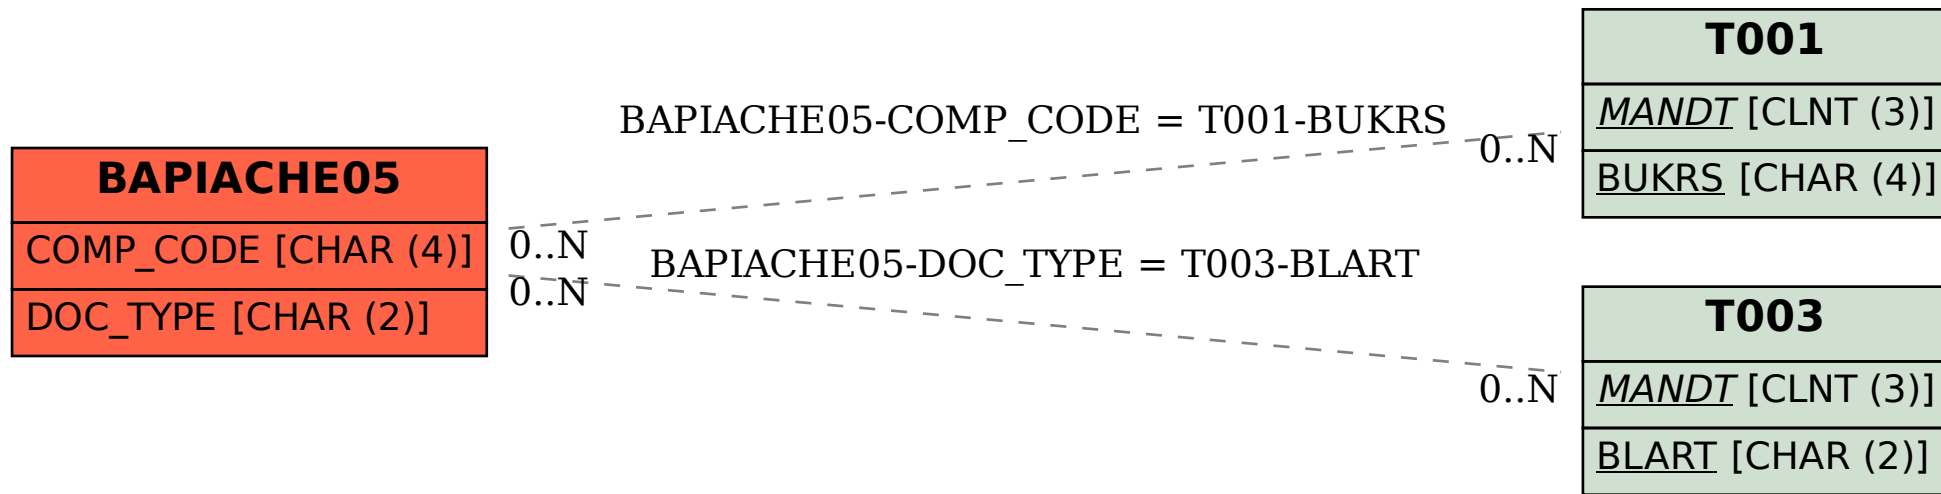 BAPIACHE05
COMP_CODE [CHAR (4)]
DOC_TYPE [CHAR (2)]
BAPIACHE05-COMP_CODE = T001-BUKRS
0..N
0..N
BAPIACHE05-DOC_TYPE = T003-BLART
0..N
0..N
T001
MANDT [CLNT (3)]
BUKRS [CHAR (4)]
T003
MANDT [CLNT (3)]
BLART [CHAR (2)]